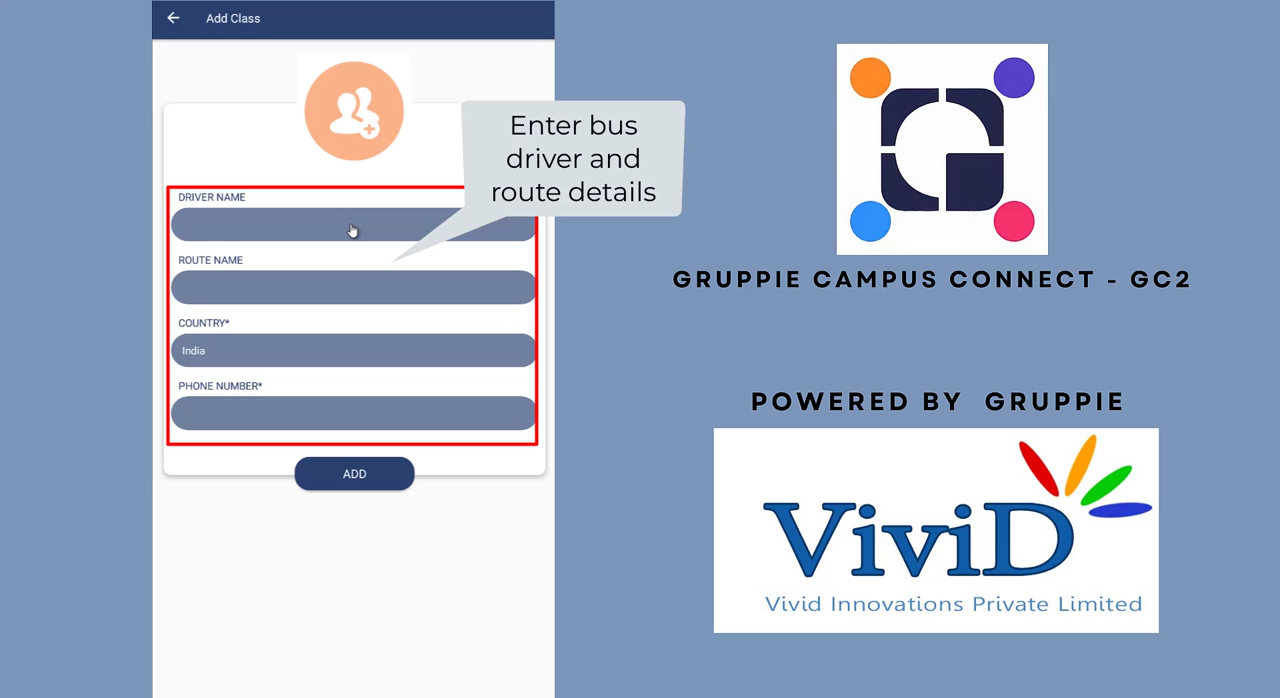 Add Class
Enter bus
driver and
route details
DRIVER NAME
ROUTE NAME
COUNTRY*
India
PHONE NUMBER*
ADD
GRUPPIE CAMPUS CONNECT - GC2
POWERED BY GRUPPIE
ViviD
Vivid Innovations Private Limited